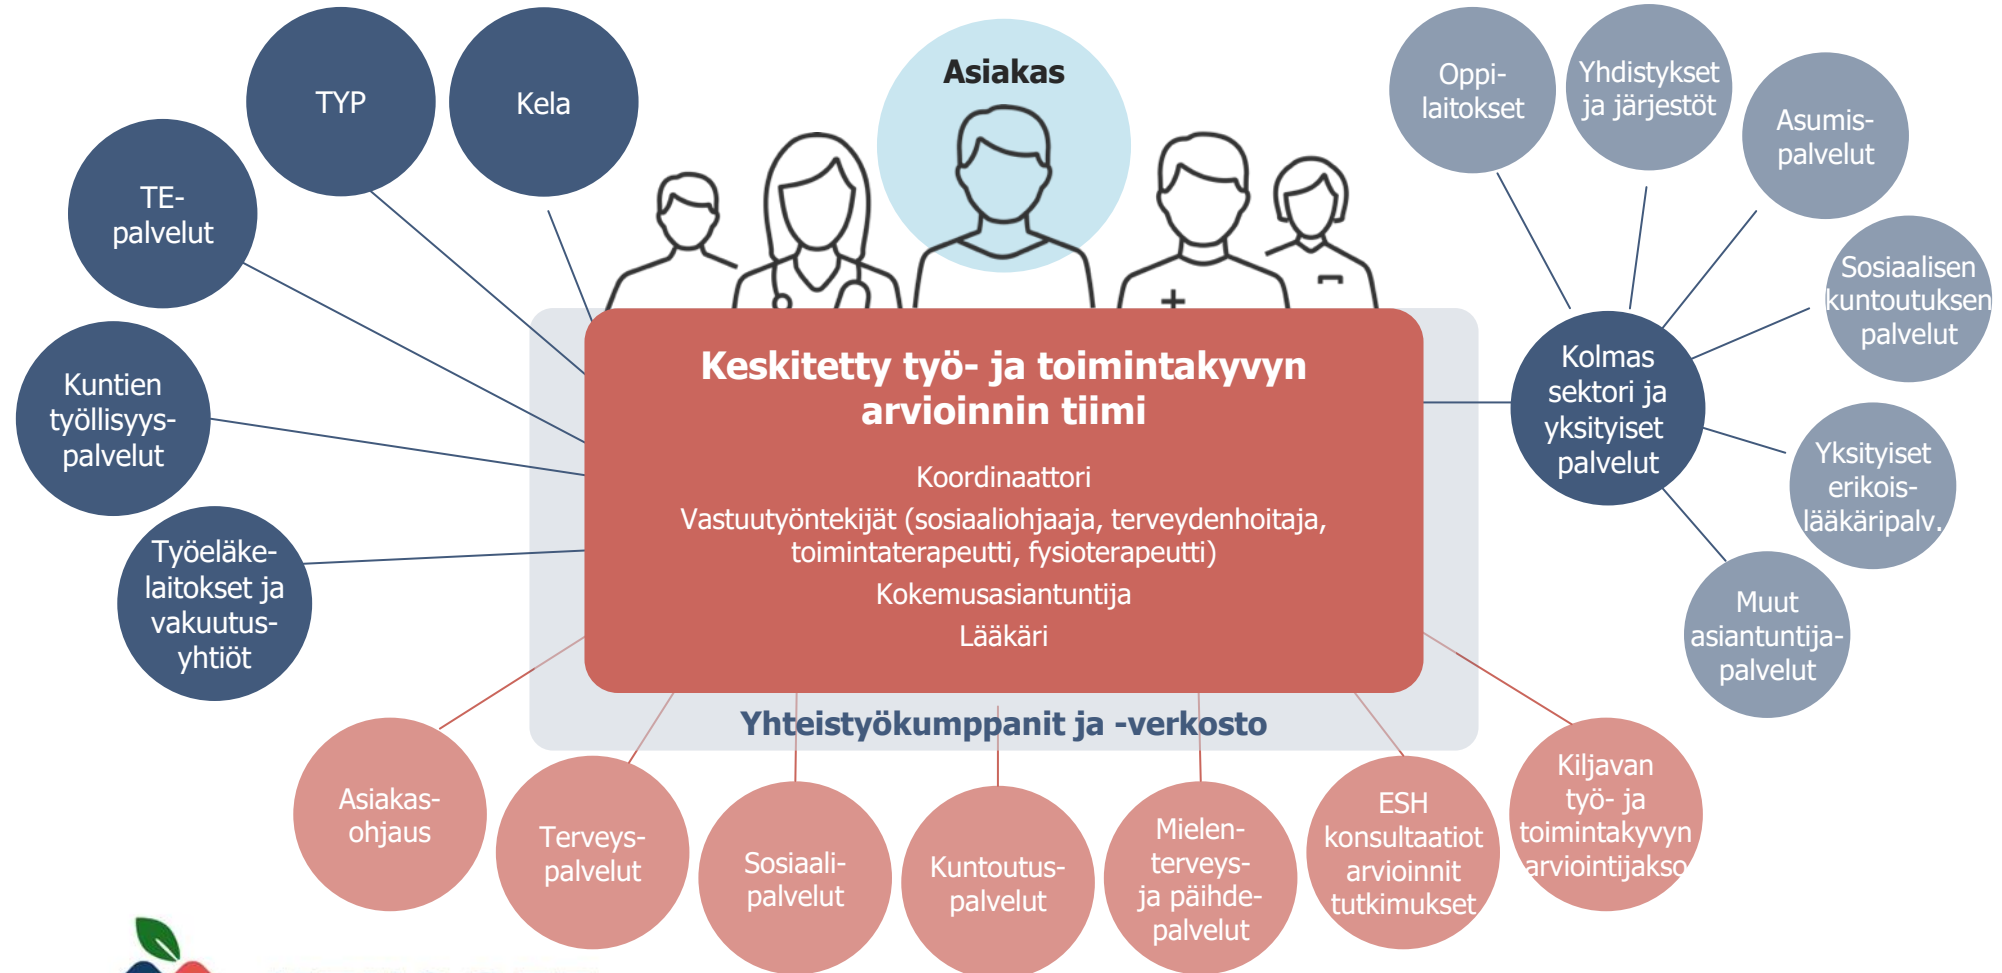 Asiakas
TYP
Kela
TE-
palvelut
Kuntien
työllisyys-
palvelut
Työeläke-
laitokset ja
vakuutus-
yhtiöt
Oppi-
laitokset
Yhdistykset
ja järjestöt
Asumis-
palvelut
Sosiaalisen
kuntoutuksen
palvelut
Kolmas
sektori ja
yksityiset
palvelut
Yksityiset
erikois-
lääkäripalv.
Muut
asiantuntija-
palvelut
Keskitetty työ- ja toimintakyvyn
arvioinnin tiimi
Koordinaattori
Vastuutyöntekijät (sosiaaliohjaaja, terveydenhoitaja,
toimintaterapeutti, fysioterapeutti)
Kokemusasiantuntija
Lääkäri
Yhteistyökumppanit ja -verkosto
Asiakas-
ohjaus
Terveys-
palvelut
Sosiaali-
palvelut
Kuntoutus-
palvelut
Mielen-
terveys-
ja päihde-
palvelut
ESH
konsultaatiot
arvioinnit
tutkimukset
Kiljavan
työ- ja
toimintakyvyn
arviointijakso